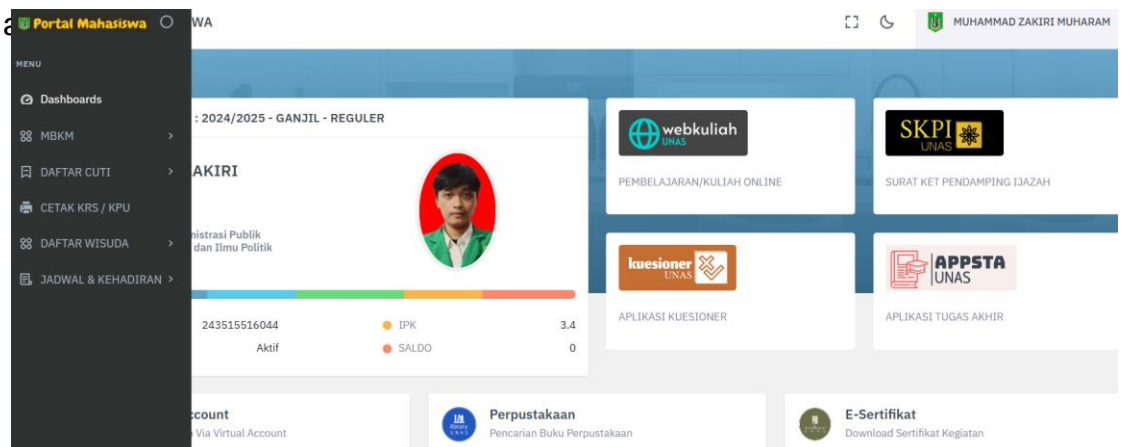 Portal Mahasiswa
WA
MUHAMMAD ZAKIRI MUHARAM
MENU
Dashboards
MBKM
DAFTAR CUTI
CETAK KRS / KPU
DAFTAR WISUDA
JADWAL & KEHADIRAN
: 2024/2025 - GANJIL - REGULER
AKIRI
nistrasi Publik
dan Ilmu Politik
243515516044
IPK
3.4
Aktif
SALDO
0
webkuliah
UNAS
PEMBELAJARAN/KULIAH ONLINE
SKPI
UNAS
SURAT KET PENDAMPING IJAZAH
kuesioner
UNAS
APLIKASI KUESIONER
APPSTA
UNAS
APLIKASI TUGAS AKHIR
ccount
Via Virtual Account
library
UNAS
Perpustakaan
Pencarian Buku Perpustakaan
E-Sertifikat
Download Sertifikat Kegiatan